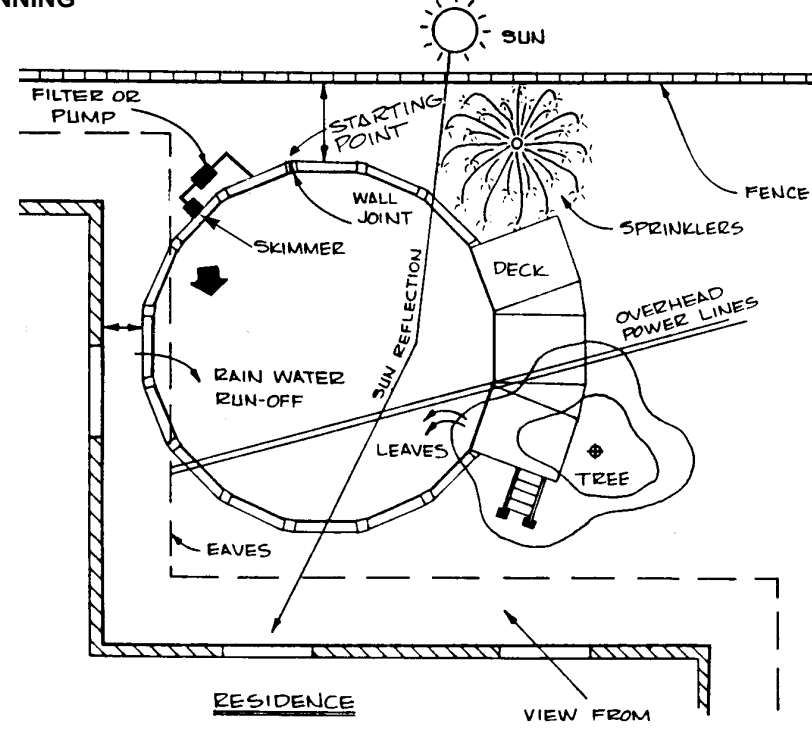 NNING
SUN
FILTER OR
PUMP
STARTING
POINT
FENCE
WALL
JOINT
SPRINKLERS
SKIMMER
DECK
OVERHEAD
POWER LINES
SUN REFLECTION
RAIN WATER
RUN-OFF
LEAVES
TREE
EAVES
RESIDENCE
VIEW FROM